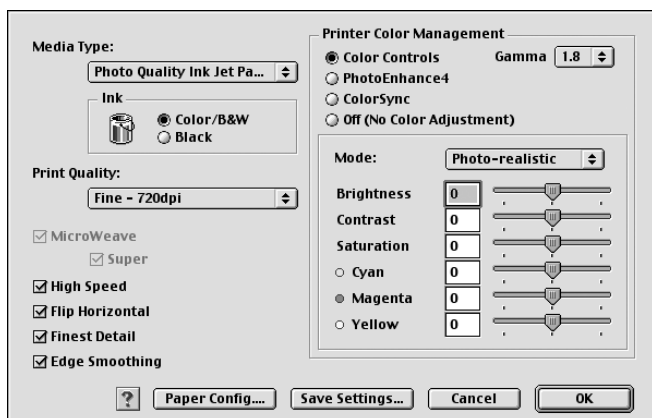 Media Type:
Photo Quality Ink Jet Pa...
Ink
Color/B&W
Black
Print Quality:
Fine - 720dpi
MicroWeave
Super
High Speed
Flip Horizontal
Finest Detail
Edge Smoothing
Printer Color Management
Color Controls
Gamma 1.8
PhotoEnhance4
ColorSync
Off (No Color Adjustment)
Mode: Photo-realistic
Brightness 0
Contrast 0
Saturation 0
Cyan 0
Magenta 0
Yellow 0
? Paper Config.... Save Settings... Cancel OK